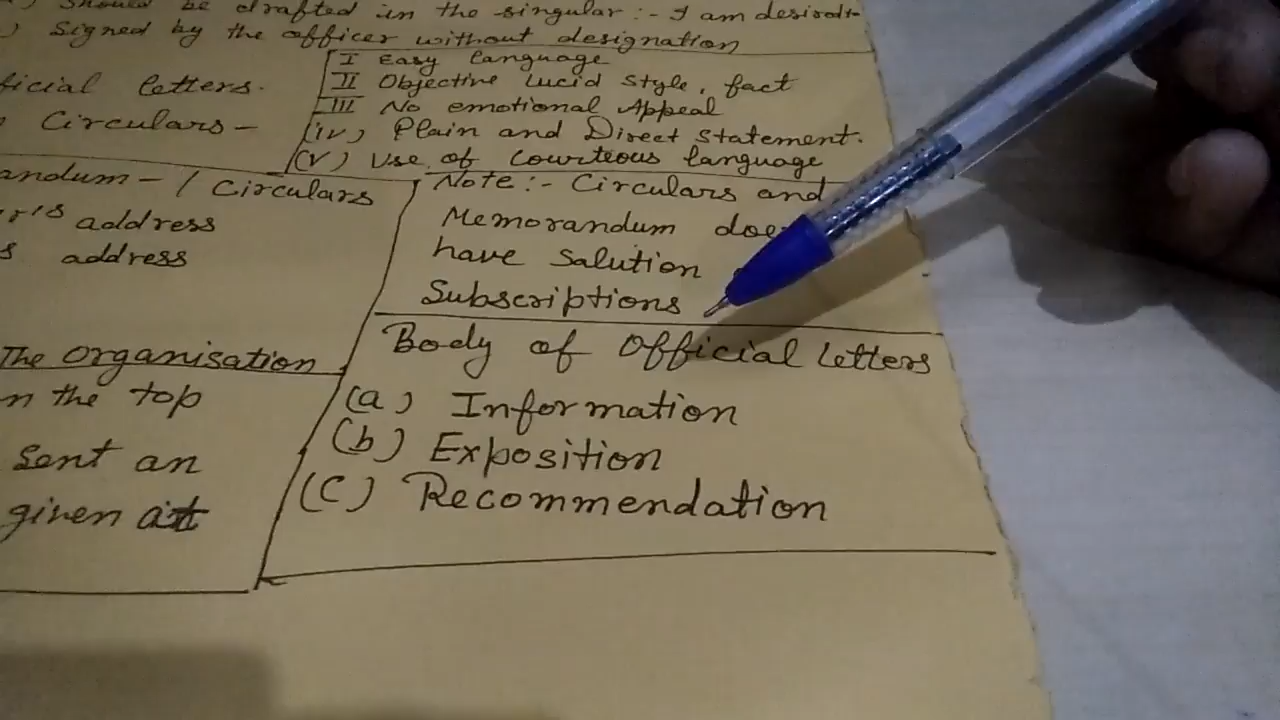 should be drafted in the singular :- I am desired
) Signed by the officer without designation
I Easy language
II Objective Lucid Style, fact
III No emotional Appeal
(iv) Plain and Direct Statement.
(v) Use of Courteous language
ficial letters.
Circulars -
andum - / Circulars
r's address
s address
Note :- Circulars and
Memorandum does
have Salution
Subscriptions
The Organisation
n the top
Sent an
given at
Body of Official Letters
(a) Information
(b) Exposition
(C) Recommendation